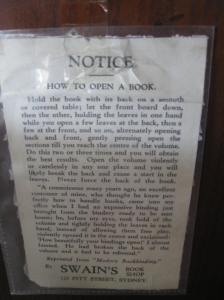 NOTICE
HOW TO OPEN A BOOK.
Hold the book with its back on a smooth
or covered table; let the front board down,
then the other, holding the leaves in one hand
while you open a few leaves at the back, then a
few at the front, and so on, alternately opening
back and front, gently pressing open the
sections till you reach the centre of the volume.
Do this two or three times and you will obtain
the best results. Open the volume violently
or carelessly in any one place and you will
likely break the back and cause a start in the
leaves. Never force the back of the book.
"A connoisseur many years ago, an excellent
customer of mine, who thought he knew
perfectly how to handle books, came into my
office when I had an expensive binding just
brought from the bindery ready to be sent
home; he, before my eyes, took hold of the
volume and tightly holding the leaves in each
hand, instead of allowing them free play,
violently opened it in the centre and exclaimed
'How beautifully your bindings open!' I almost
fainted. He had broken the back of the
volume and it had to be rebound."
Reprinted from "Modern Bookbinding."
By SWAIN'S BOOK SHOP
PITT STREET, SYDNEY